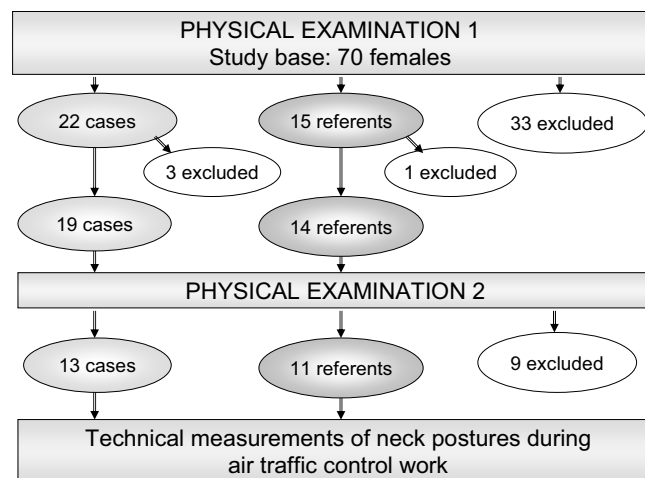 PHYSICAL EXAMINATION 1
Study base: 70 females
22 cases
15 referents
33 excluded
3 excluded
1 excluded
19 cases
14 referents
PHYSICAL EXAMINATION 2
13 cases
11 referents
9 excluded
Technical measurements of neck postures during
air traffic control work